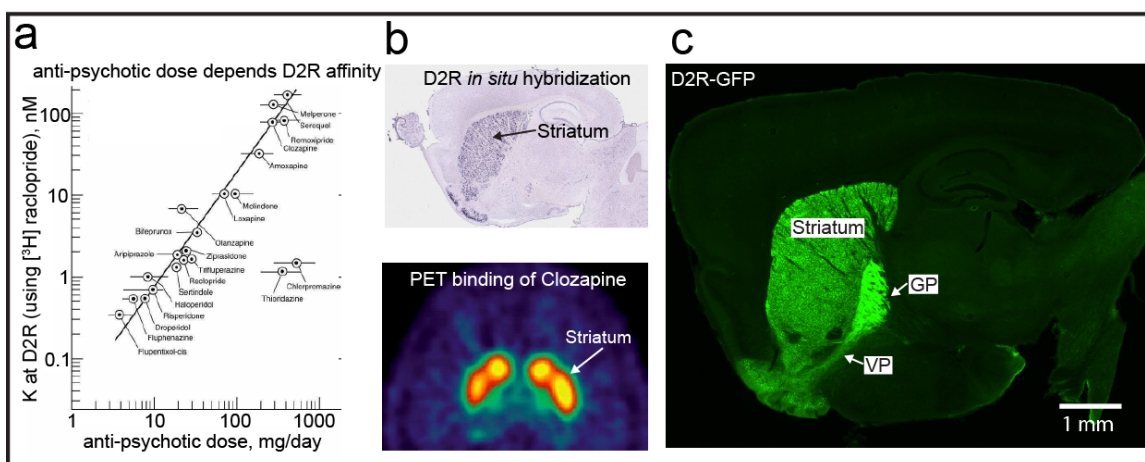 a
anti-psychotic dose depends D2R affinity
K at D2R (using [³H] raclopride), nM
100
10
1
0.1
Melperone
Seroquel
Remoxipride
Clozapine
Amoxapine
Molindone
Loxapine
Olanzapine
Bifeprunox
Ziprasidone
Aripiprazole
Trifluperazine
Raclopride
Chlorpromazine
Sertindole
Thioridazine
Haloperidol
Risperidone
Droperidol
Fluphenazine
Flupentixol-cis
1
10
100
1000
anti-psychotic dose, mg/day
b
D2R in situ hybridization
Striatum
PET binding of Clozapine
Striatum
c
D2R-GFP
Striatum
GP
VP
1 mm